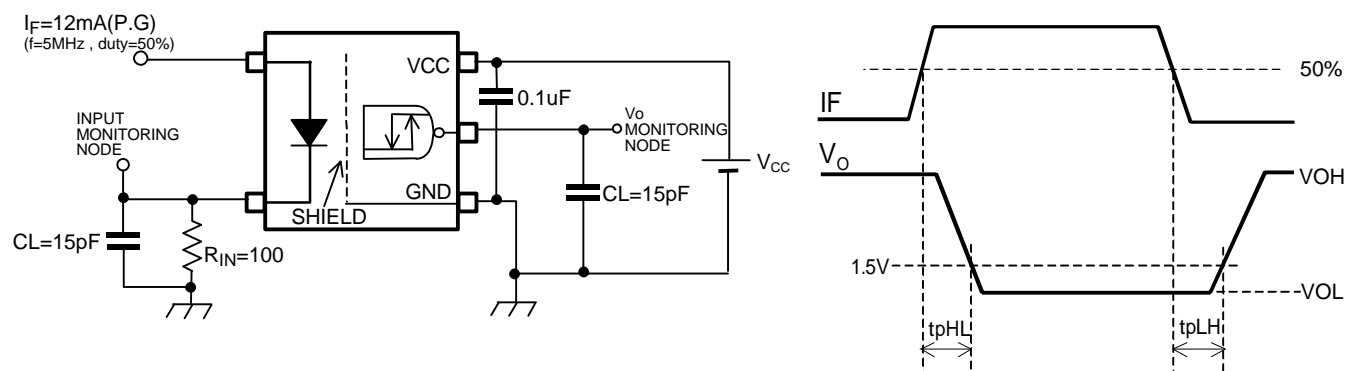 IF=12mA(P.G)
(f=5MHz , duty=50%)
INPUT
MONITORING
NODE
CL=15pF
RIN=100
SHIELD
VCC
GND
0.1uF
Vo
MONITORING
NODE
CL=15pF
VCC
IF
50%
VO
VOH
1.5V
VOL
tpHL
tpLH